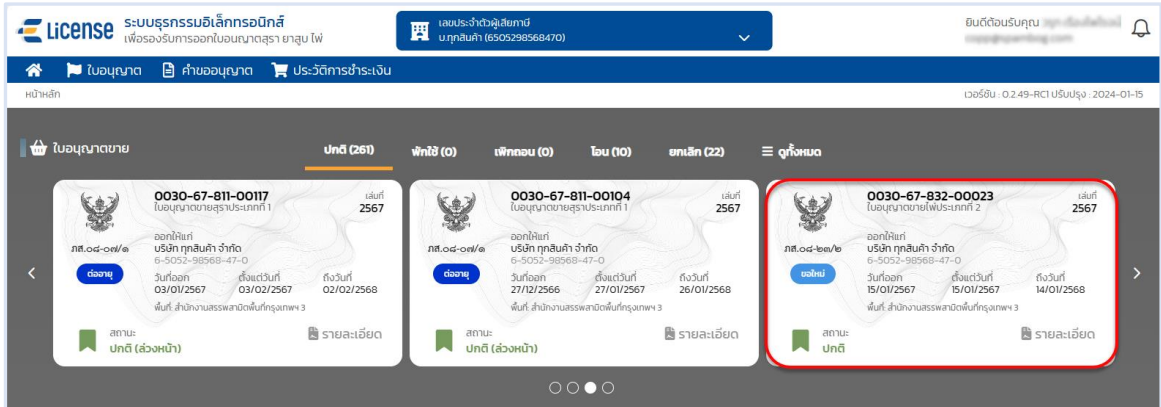 License ระบบธุรกรรมอิเล็กทรอนิกส์
เพื่อรองรับการออกใบอนุญาตสุรา ยาสูบ ไพ่
เลขประจำตัวผู้เสียภาษี
บ.ทุกสินค้า (6505298568470)
ยินดีต้อนรับคุณ
ใบอนุญาต คำขออนุญาต ประวัติการชำระเงิน
หน้าหลัก
เวอร์ชัน : 0.2.49-RC1 ปรับปรุง : 2024-01-15
ใบอนุญาตขาย
ปกติ (261) พักใช้ (0) เพิกถอน (0) โอน (10) ยกเลิก (22) ดูทั้งหมด
0030-67-811-00117 เล่มที่
ใบอนุญาตขายสุราประเภทที่ 1 2567
ออกให้แก่
ภส.๐๘-๐๗/๑ บริษัท ทุกสินค้า จำกัด
6-5052-98568-47-0
ต่ออายุ
วันที่ออก ตั้งแต่วันที่ ถึงวันที่
03/01/2567 03/02/2567 02/02/2568
พื้นที่ สำนักงานสรรพสามิตพื้นที่กรุงเทพฯ 3
สถานะ รายละเอียด
ปกติ (ล่วงหน้า)
0030-67-811-00104 เล่มที่
ใบอนุญาตขายสุราประเภทที่ 1 2567
ออกให้แก่
ภส.๐๘-๐๗/๑ บริษัท ทุกสินค้า จำกัด
6-5052-98568-47-0
ต่ออายุ
วันที่ออก ตั้งแต่วันที่ ถึงวันที่
27/12/2566 27/01/2567 26/01/2568
พื้นที่ สำนักงานสรรพสามิตพื้นที่กรุงเทพฯ 3
สถานะ: รายละเอียด
ปกติ (ล่วงหน้า)
0030-67-832-00023 เล่มที่
ใบอนุญาตขายไพ่ประเภทที่ 2 2567
ออกให้แก่
ภส.๐๘-๒๓/๒ บริษัท ทุกสินค้า จำกัด
6-5052-98568-47-0
ขอใหม่
วันที่ออก ตั้งแต่วันที่ ถึงวันที่
15/01/2567 15/01/2567 14/01/2568
พื้นที่ สำนักงานสรรพสามิตพื้นที่กรุงเทพฯ 3
สถานะ: รายละเอียด
ปกติ